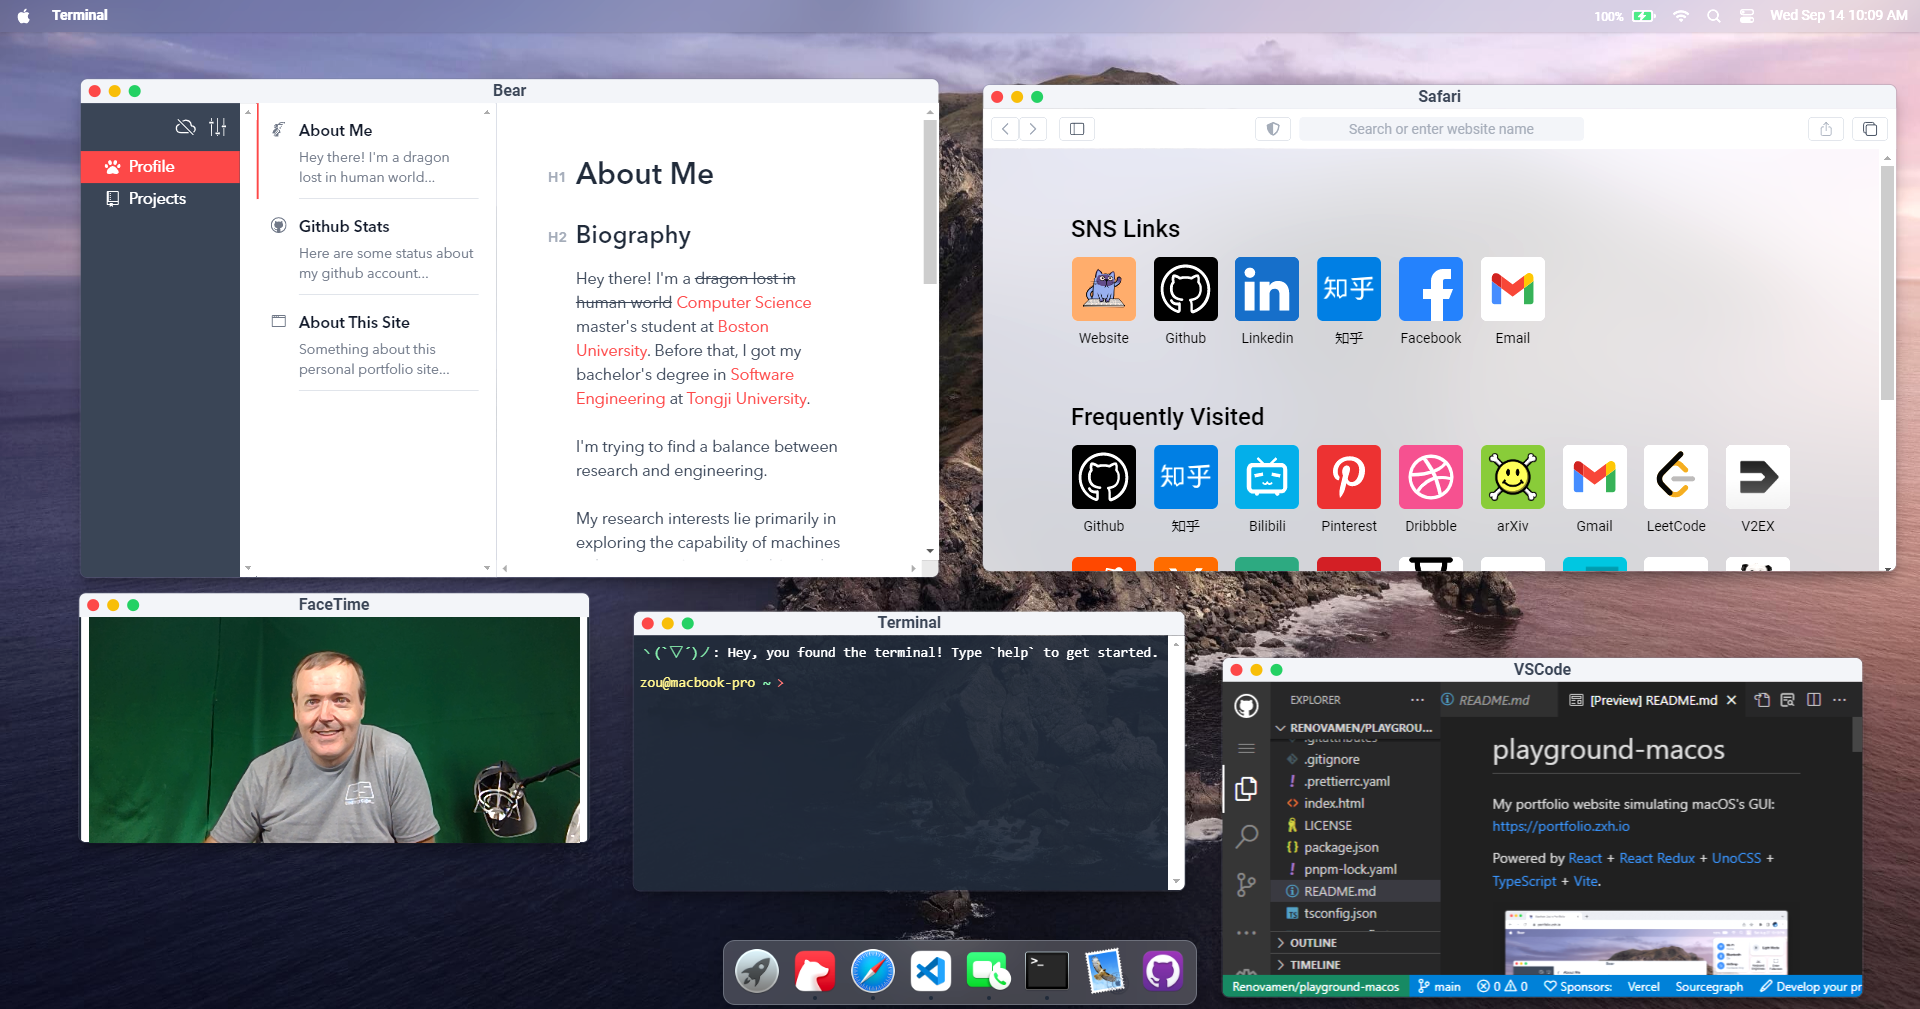 Terminal
100%
Wed Sep 14 10:09 AM
Bear
Profile
Projects
About Me
Hey there! I'm a dragon
lost in human world...
Github Stats
Here are some status about
my github account...
About This Site
Something about this
personal portfolio site...
H1 About Me
H2 Biography
Hey there! I'm a dragon lost in
human world Computer Science
master's student at Boston
University. Before that, I got my
bachelor's degree in Software
Engineering at Tongji University.
I'm trying to find a balance between
research and engineering.
My research interests lie primarily in
exploring the capability of machines
Safari
Search or enter website name
SNS Links
in
知乎
Website
Github
Linkedin
知乎
Facebook
Email
Frequently Visited
知乎
Github
知乎
Bilibili
Pinterest
Dribbble
arXiv
Gmail
LeetCode
V2EX
FaceTime
Terminal
ヽ(`▽´)ノ: Hey, you found the terminal! Type `help` to get started.
zou@macbook-pro ~ >
VSCode
EXPLORER
RENOVAMEN/PLAYGROU...
.gitattributes
.gitignore
.prettierrc.yaml
index.html
LICENSE
package.json
pnpm-lock.yaml
README.md
tsconfig.json
OUTLINE
TIMELINE
README.md
[Preview] README.md
playground-macos
My portfolio website simulating macOS's GUI:
https://portfolio.zxh.io
Powered by React + React Redux + UnoCSS +
TypeScript + Vite.
Renovamen/playground-macos
main
0
0
Sponsors:
Vercel
Sourcegraph
Develop your pr